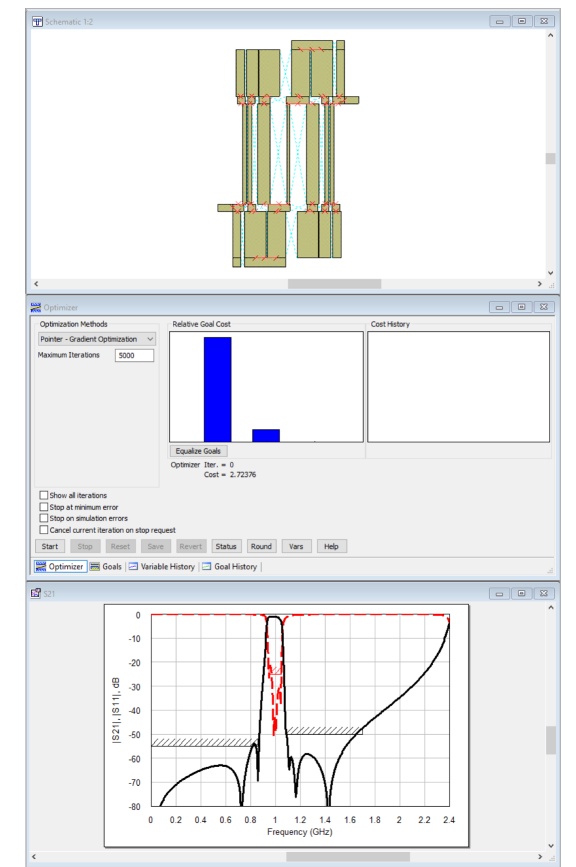 Schematic 1:2
Optimizer
Optimization Methods
Relative Goal Cost
Cost History
Pointer - Gradient Optimization
Maximum Iterations 5000
Equalize Goals
Optimizer Iter. = 0
Cost = 2.72376
Show all iterations
Stop at minimum error
Stop on simulation errors
Cancel current iteration on stop request
Start Stop Reset Save Revert Status Round Vars Help
Optimizer Goals Variable History Goal History
S21
0
-10
-20
-30
-40
-50
-60
-70
-80
|S21|, |S11|, dB
0 0.2 0.4 0.6 0.8 1 1.2 1.4 1.6 1.8 2 2.2 2.4
Frequency (GHz)